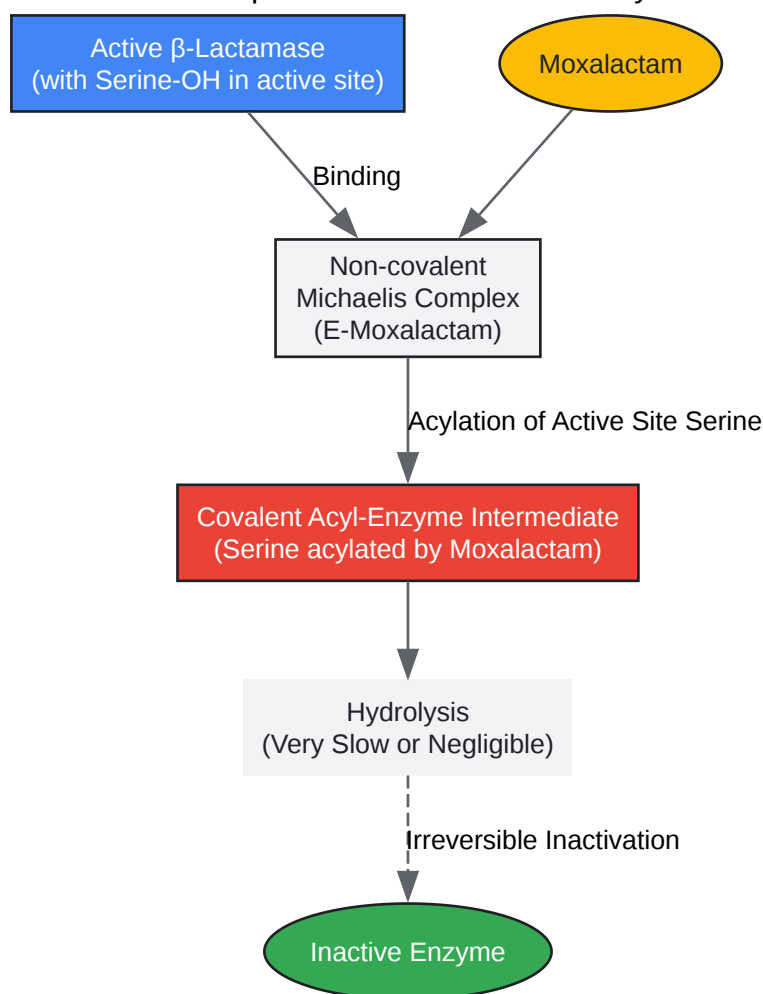 Active β-Lactamase
(with Serine-OH in active site)
Moxalactam
Binding
Non-covalent
Michaelis Complex
(E-Moxalactam)
Acylation of Active Site Serine
Covalent Acyl-Enzyme Intermediate
(Serine acylated by Moxalactam)
Hydrolysis
(Very Slow or Negligible)
Irreversible Inactivation
Inactive Enzyme